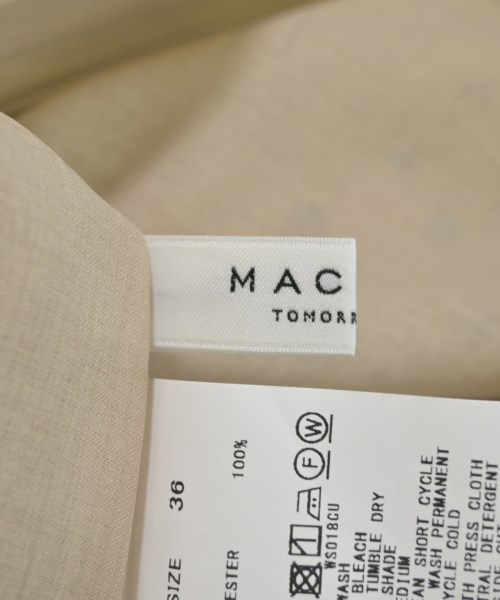 MAC
TOMORR
SIZE 36
ESTER 100%
WS018CU
WASH
BLEACH
TUMBLE DRY
SHADE
EDIUM
EAN SHORT CYCLE
WASH PERMANENT
YCLE COLD
TH PRESS CLOTH
TRAL DETERGENT